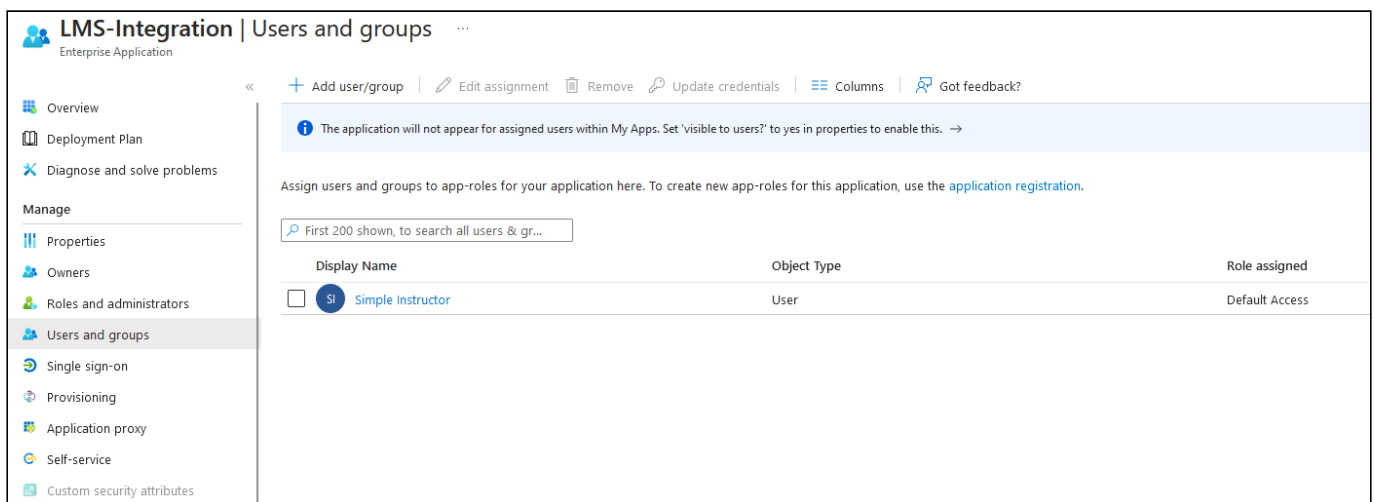 LMS-Integration | Users and groups ...
Enterprise Application
«
Overview
Deployment Plan
Diagnose and solve problems
Manage
Properties
Owners
Roles and administrators
Users and groups
Single sign-on
Provisioning
Application proxy
Self-service
Custom security attributes
+ Add user/group Edit assignment Remove Update credentials Columns Got feedback?
The application will not appear for assigned users within My Apps. Set 'visible to users?' to yes in properties to enable this. →
Assign users and groups to app-roles for your application here. To create new app-roles for this application, use the application registration.
First 200 shown, to search all users & gr...
Display Name Object Type Role assigned
SI Simple Instructor User Default Access